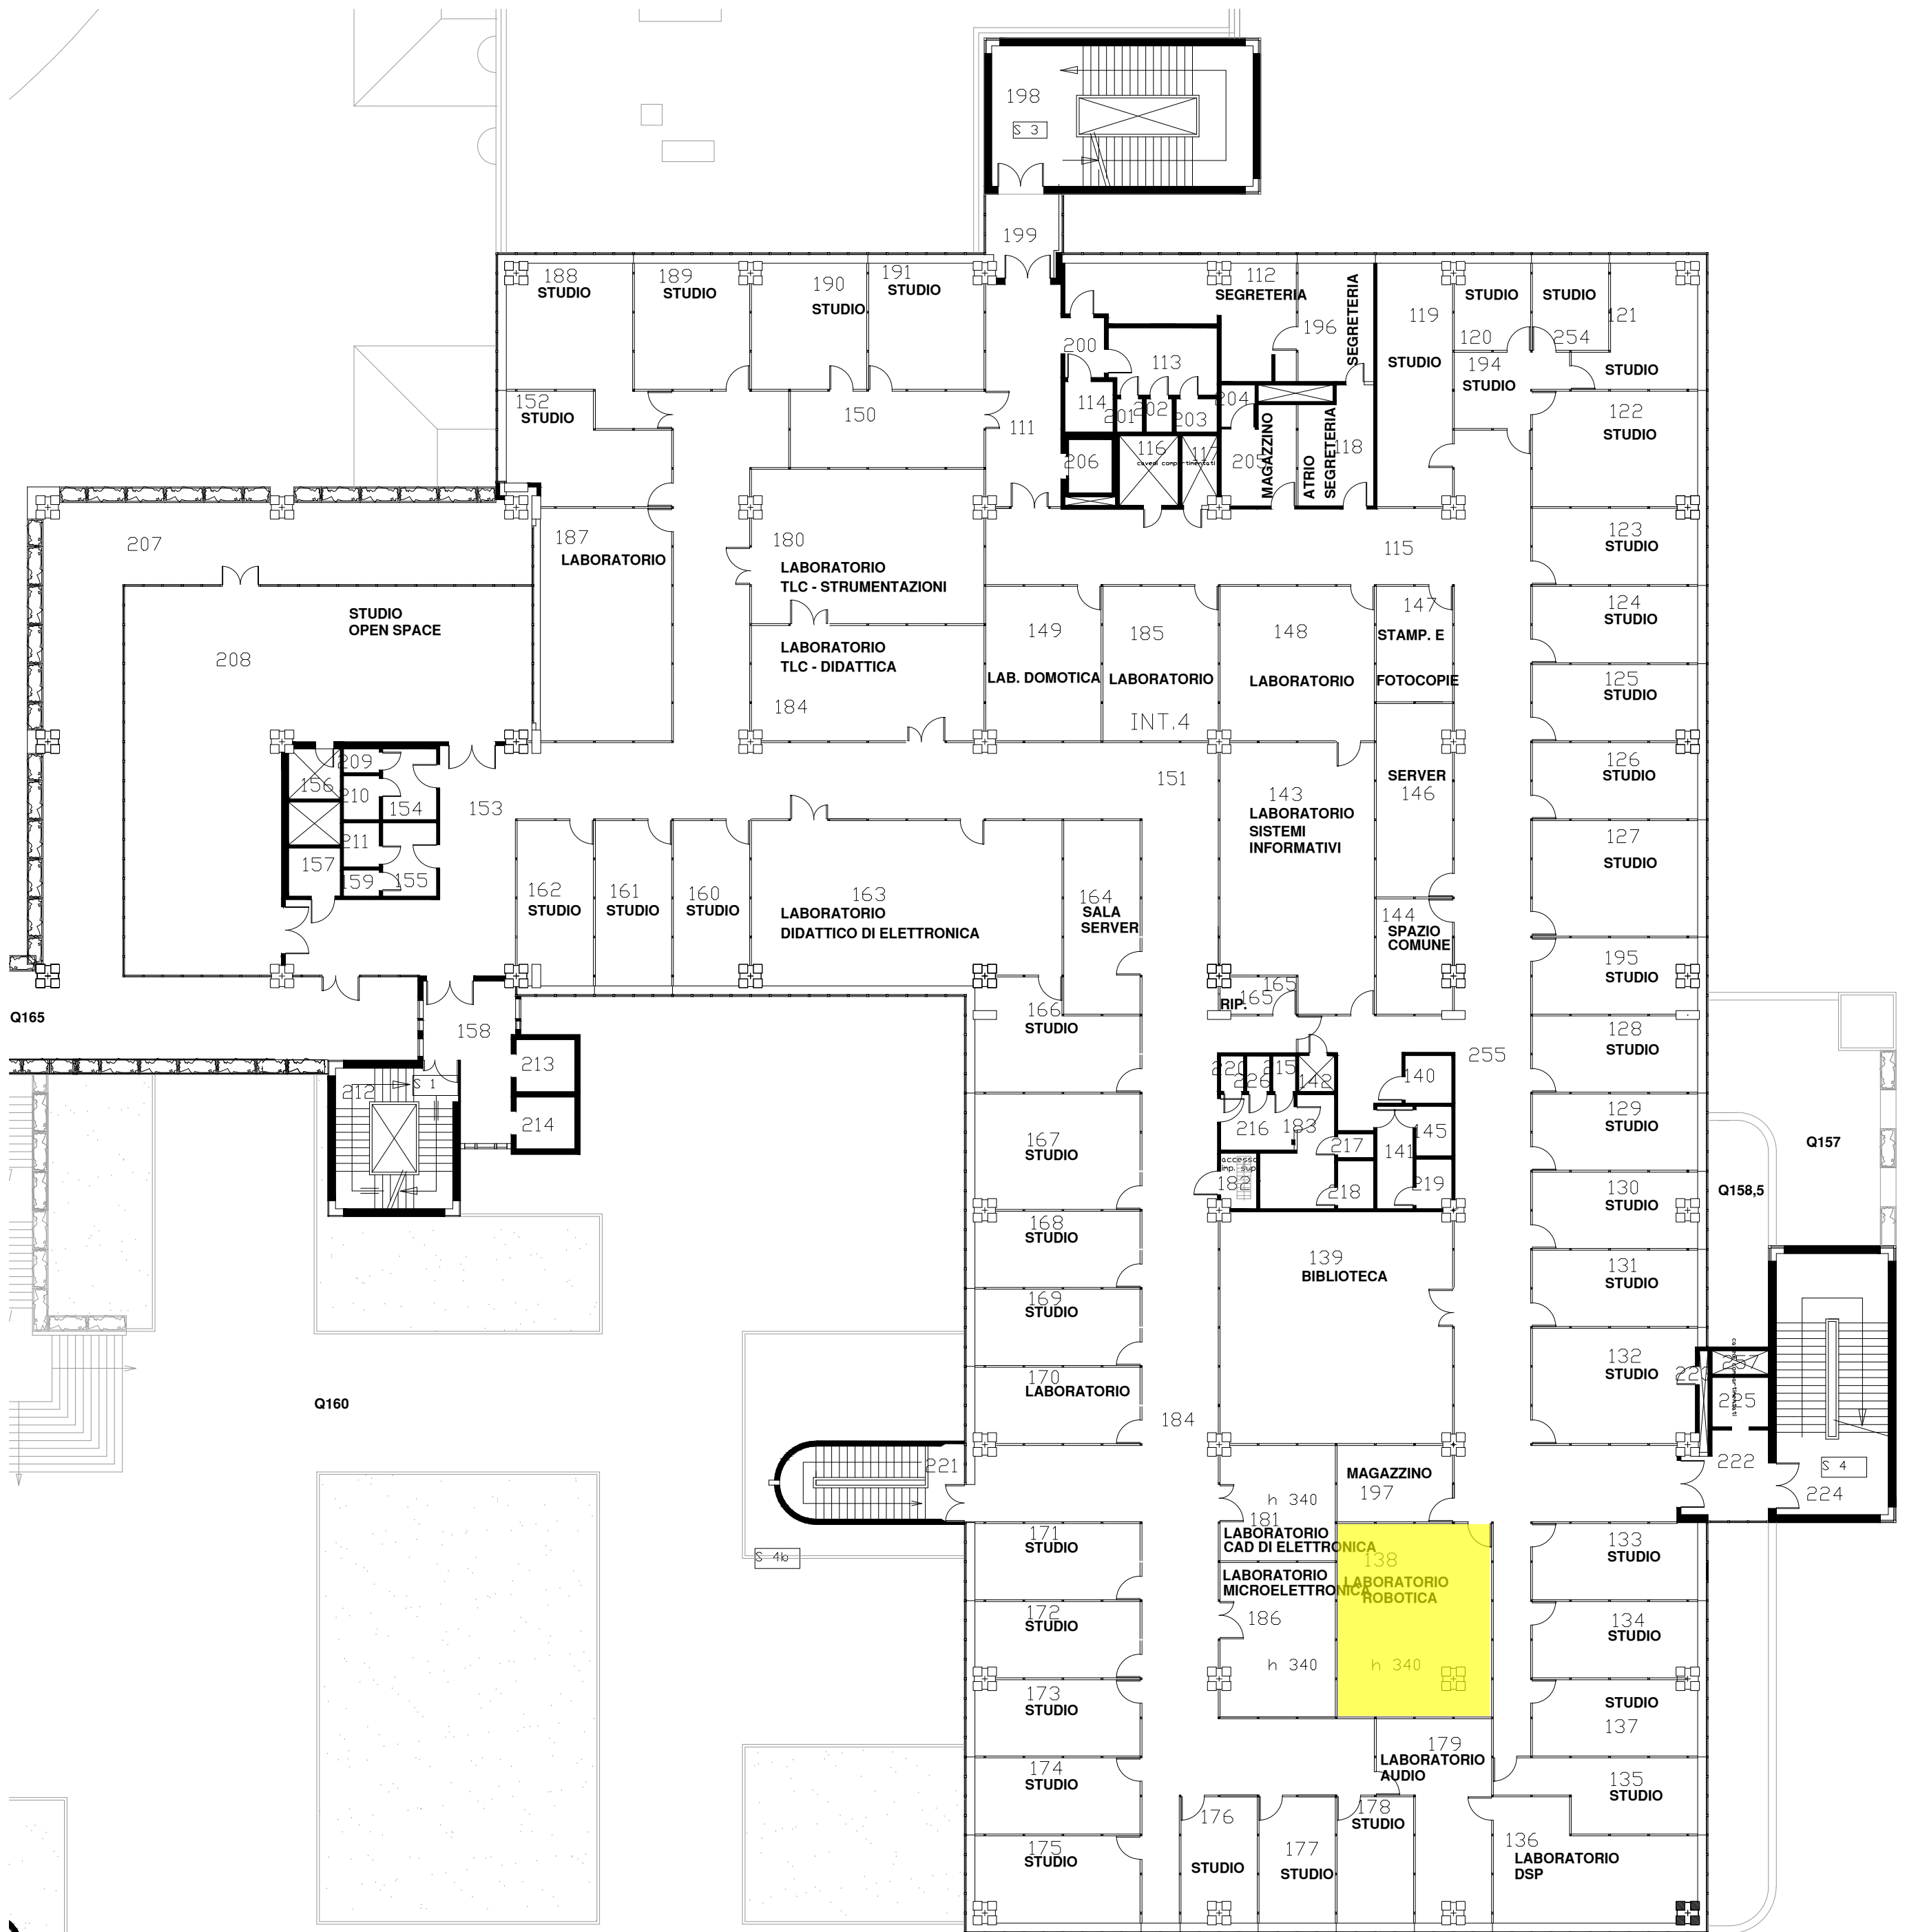 198
S 3
199
188
STUDIO
189
STUDIO
190
STUDIO
191
STUDIO
112
SEGRETERIA
196
SEGRETERIA
119
STUDIO
STUDIO
120
STUDIO
254
121
STUDIO
194
STUDIO
200
113
114
201
202
203
204
152
STUDIO
150
111
206
116
117
cavedi compartimentati
205
MAGAZZINO
ATRIO
SEGRETERIA
118
122
STUDIO
207
187
LABORATORIO
180
LABORATORIO
TLC - STRUMENTAZIONI
115
123
STUDIO
STUDIO
OPEN SPACE
208
LABORATORIO
TLC - DIDATTICA
184
149
LAB. DOMOTICA
185
LABORATORIO
INT.4
148
LABORATORIO
147
STAMP. E
FOTOCOPIE
124
STUDIO
125
STUDIO
209
156
210
154
153
151
143
LABORATORIO
SISTEMI
INFORMATIVI
SERVER
146
126
STUDIO
211
157
159
155
162
STUDIO
161
STUDIO
160
STUDIO
163
LABORATORIO
DIDATTICO DI ELETTRONICA
164
SALA
SERVER
144
SPAZIO
COMUNE
127
STUDIO
195
STUDIO
Q165
158
166
STUDIO
165
165
RIP.
255
128
STUDIO
213
212
S 1
214
220
226
215
142
140
216
183
217
141
145
accesso
imp. sup
182
218
219
129
STUDIO
Q157
Q158,5
167
STUDIO
130
STUDIO
168
STUDIO
139
BIBLIOTECA
131
STUDIO
169
STUDIO
170
LABORATORIO
132
STUDIO
225
Q160
184
221
MAGAZZINO
197
h 340
181
LABORATORIO
CAD DI ELETTRONICA
222
S 4
224
171
STUDIO
S 4b
LABORATORIO
MICROELETTRONICA
186
h 340
138
LABORATORIO
ROBOTICA
h 340
133
STUDIO
172
STUDIO
134
STUDIO
173
STUDIO
STUDIO
137
179
LABORATORIO
AUDIO
174
STUDIO
135
STUDIO
176
STUDIO
177
STUDIO
178
STUDIO
175
STUDIO
136
LABORATORIO
DSP